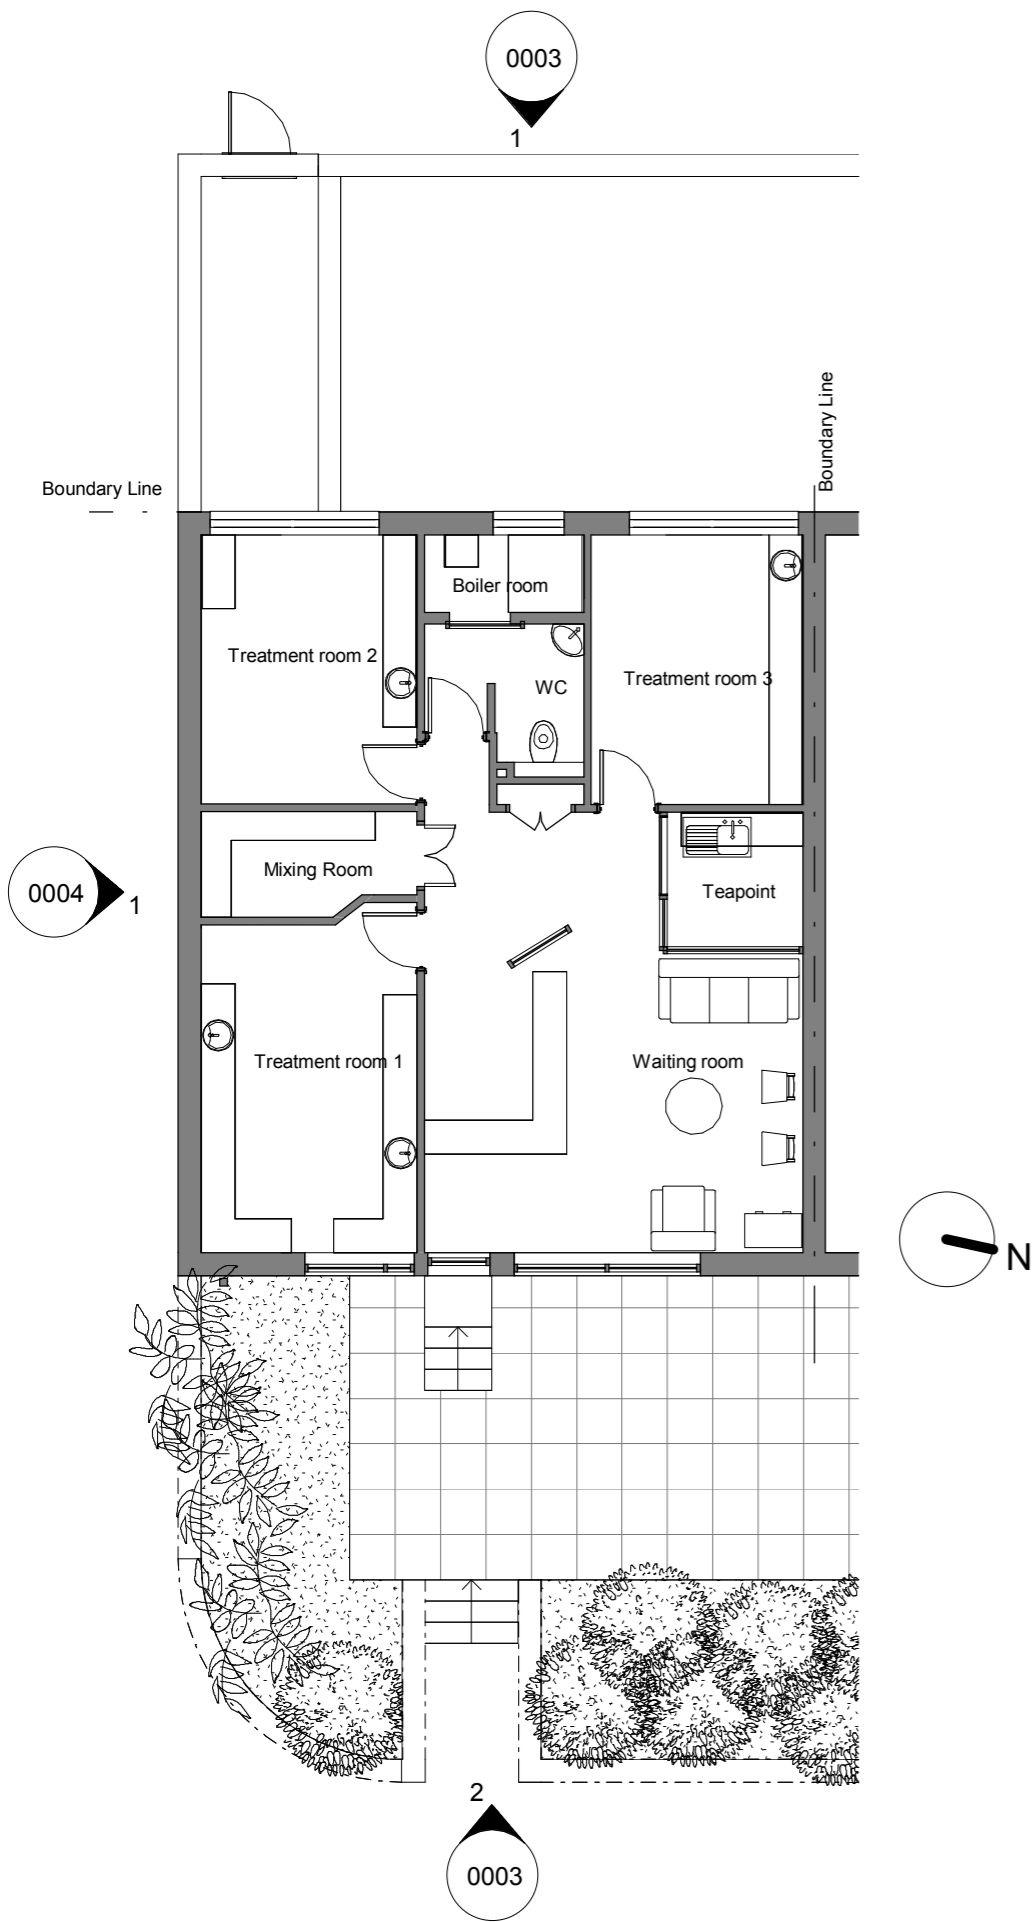 0003
1
Boundary Line
Boundary Line
Boiler room
Treatment room 2
WC
Treatment room 3
Mixing Room
Teapoint
0004
1
Treatment room 1
Waiting room
N
2
0003